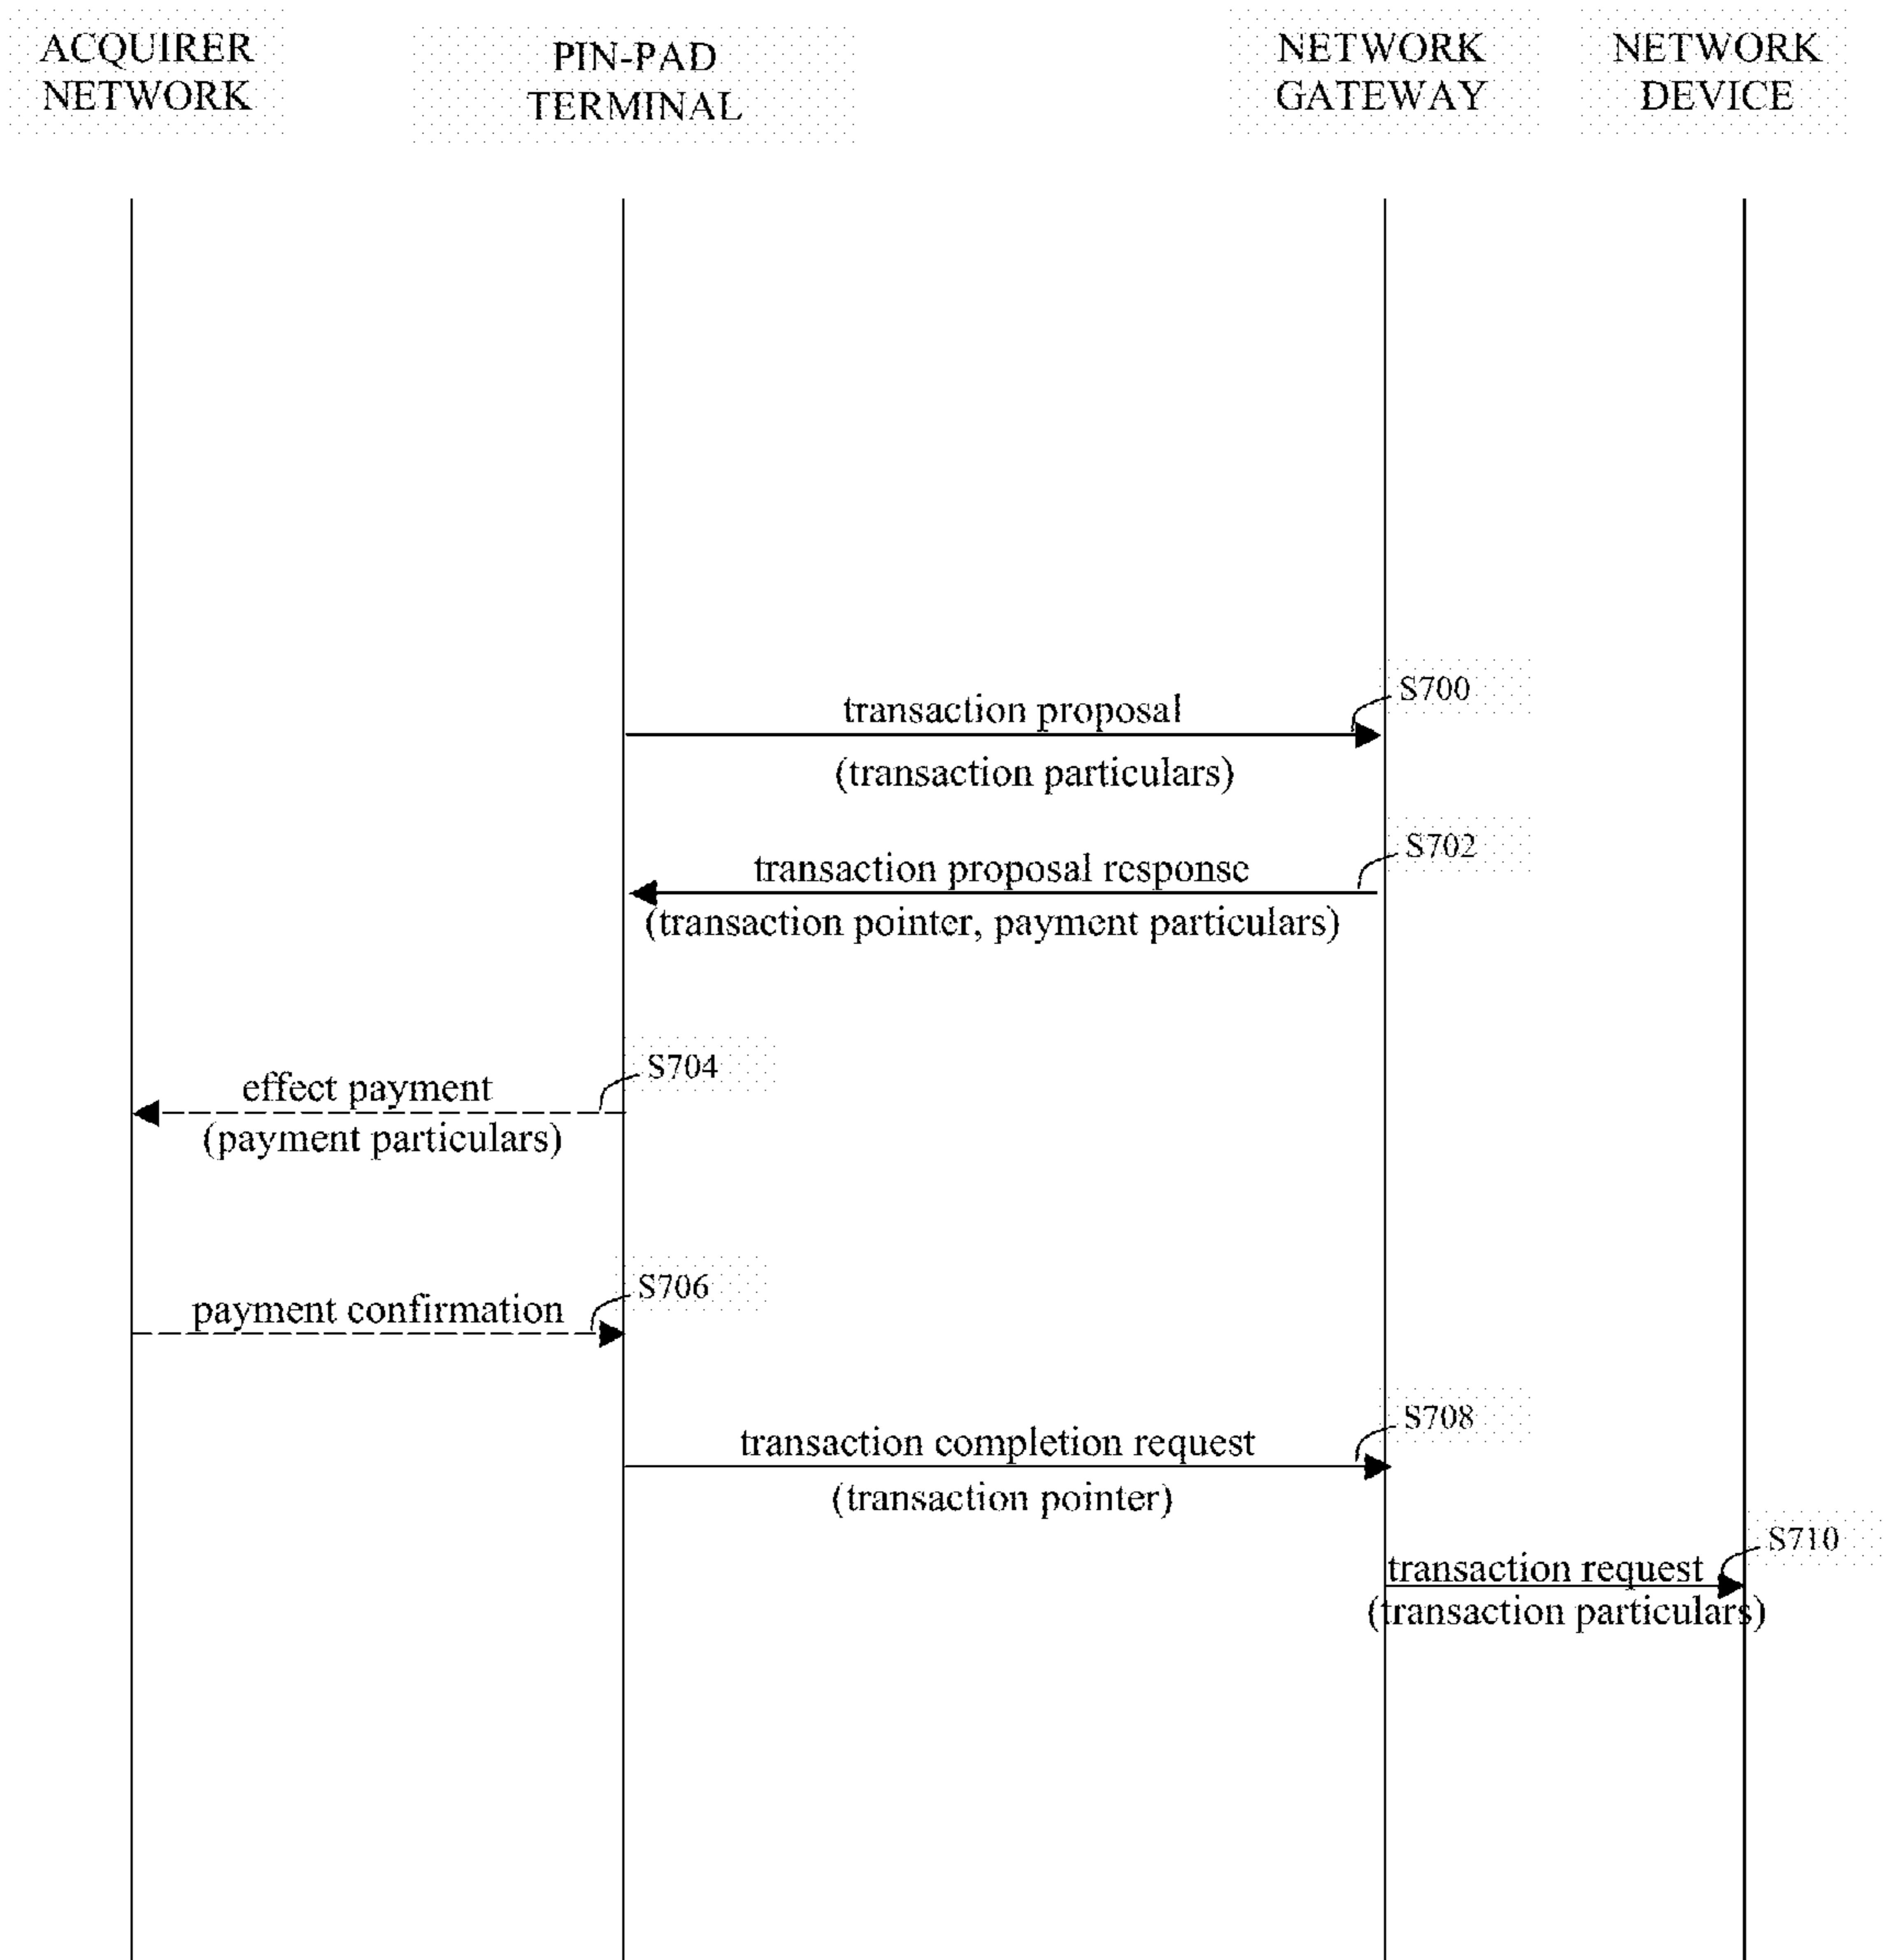 ACQUIRER
NETWORK
PIN-PAD
TERMINAL
NETWORK
GATEWAY
NETWORK
DEVICE
S700
transaction proposal
(transaction particulars)
S702
transaction proposal response
(transaction pointer, payment particulars)
S704
effect payment
(payment particulars)
S706
payment confirmation
S708
transaction completion request
(transaction pointer)
S710
transaction request
(transaction particulars)